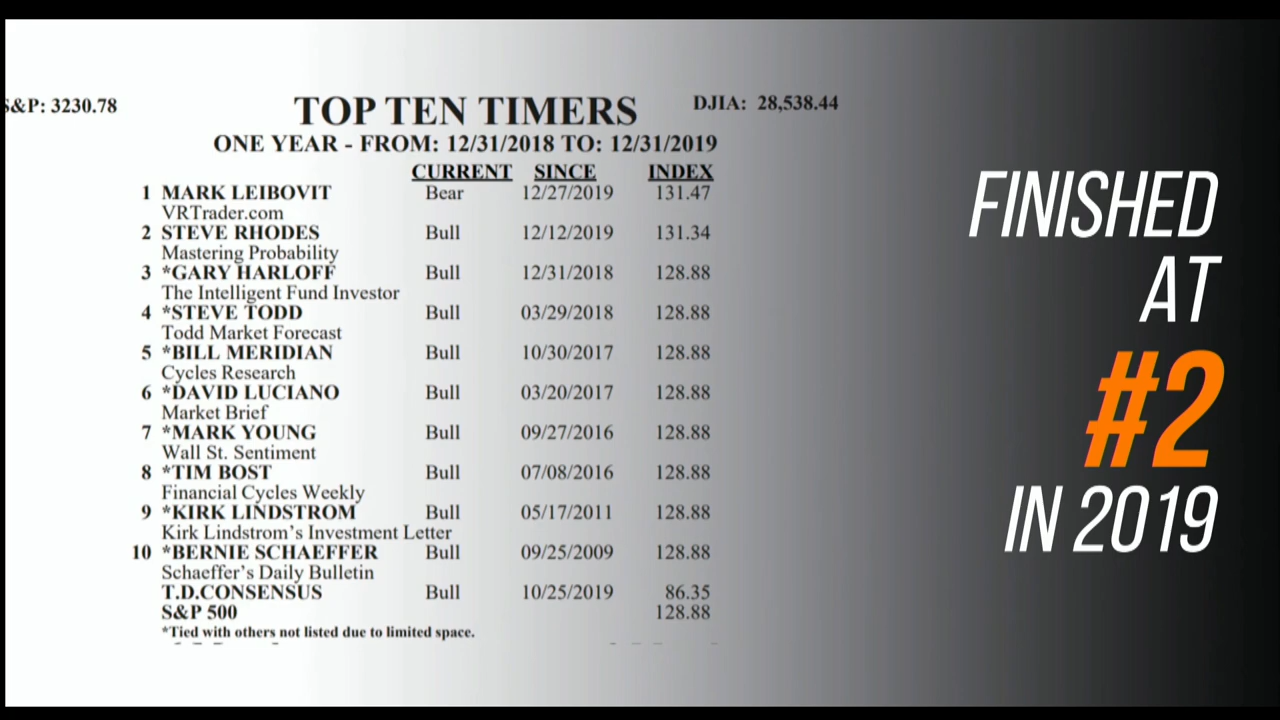 S&P: 3230.78
TOP TEN TIMERS
DJIA: 28,538.44
ONE YEAR - FROM: 12/31/2018 TO: 12/31/2019
CURRENT SINCE INDEX
1 MARK LEIBOVIT Bear 12/27/2019 131.47
VRTrader.com
2 STEVE RHODES Bull 12/12/2019 131.34
Mastering Probability
3 *GARY HARLOFF Bull 12/31/2018 128.88
The Intelligent Fund Investor
4 *STEVE TODD Bull 03/29/2018 128.88
Todd Market Forecast
5 *BILL MERIDIAN Bull 10/30/2017 128.88
Cycles Research
6 *DAVID LUCIANO Bull 03/20/2017 128.88
Market Brief
7 *MARK YOUNG Bull 09/27/2016 128.88
Wall St. Sentiment
8 *TIM BOST Bull 07/08/2016 128.88
Financial Cycles Weekly
9 *KIRK LINDSTROM Bull 05/17/2011 128.88
Kirk Lindstrom's Investment Letter
10 *BERNIE SCHAEFFER Bull 09/25/2009 128.88
Schaeffer's Daily Bulletin
T.D.CONSENSUS Bull 10/25/2019 86.35
S&P 500 128.88
*Tied with others not listed due to limited space.
FINISHED
AT
#2
IN 2019